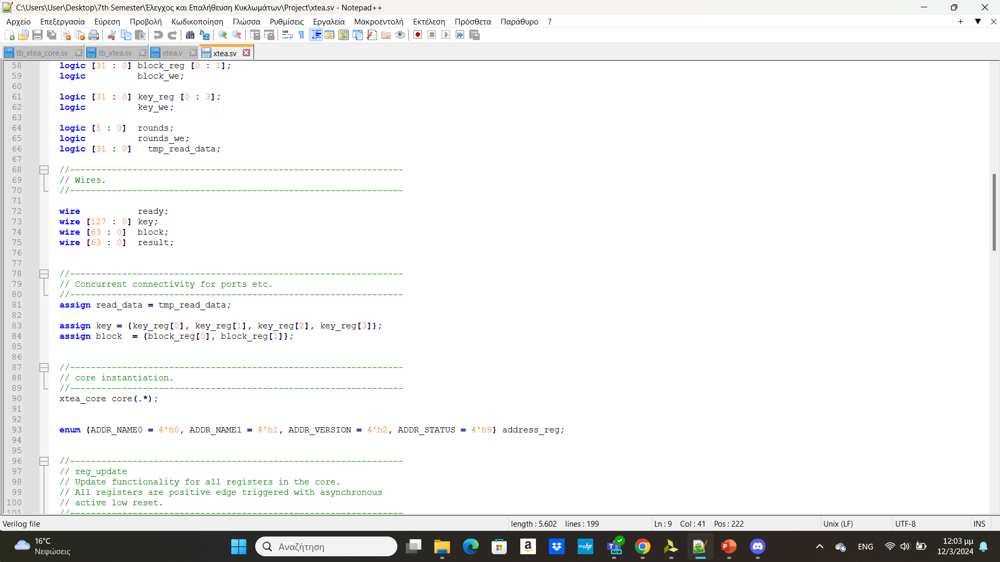 C:\Users\User\Desktop\7th Semester\Έλεγχος και Επαλήθευση Κυκλωμάτων\Project\xtea.sv - Notepad++
Αρχείο Επεξεργασία Εύρεση Προβολή Κωδικοποίηση Γλώσσα Ρυθμίσεις Εργαλεία Μακροεντολή Εκτέλεση Πρόσθετα Παράθυρο ?
tb_xtea_core.sv tb_xtea.sv xtea.v xtea.sv
58 logic [31 : 0] block_reg [0 : 1];
59 logic block_we;
60
61 logic [31 : 0] key_reg [0 : 3];
62 logic key_we;
63
64 logic [5 : 0] rounds;
65 logic rounds_we;
66 logic [31 : 0] tmp_read_data;
67
68 //----------------------------------------------------------------
69 // Wires.
70 //----------------------------------------------------------------
71
72 wire ready;
73 wire [127 : 0] key;
74 wire [63 : 0] block;
75 wire [63 : 0] result;
76
77
78 //----------------------------------------------------------------
79 // Concurrent connectivity for ports etc.
80 //----------------------------------------------------------------
81 assign read_data = tmp_read_data;
82
83 assign key = {key_reg[0], key_reg[1], key_reg[2], key_reg[3]};
84 assign block = {block_reg[0], block_reg[1]};
85
86
87 //----------------------------------------------------------------
88 // core instantiation.
89 //----------------------------------------------------------------
90 xtea_core core(.*);
91
92
93 enum {ADDR_NAME0 = 4'h0, ADDR_NAME1 = 4'h1, ADDR_VERSION = 4'h2, ADDR_STATUS = 4'h9} address_reg;
94
95
96 //----------------------------------------------------------------
97 // reg_update
98 // Update functionality for all registers in the core.
99 // All registers are positive edge triggered with asynchronous
100 // active low reset.
101 //----------------------------------------------------------------
Verilog file length : 5.602 lines : 199 Ln : 9 Col : 41 Pos : 222 Unix (LF) UTF-8 INS
16°C
Νεφώσεις
Αναζήτηση
a
myhp
T
NEW
P
ENG
12:03 μμ
12/3/2024